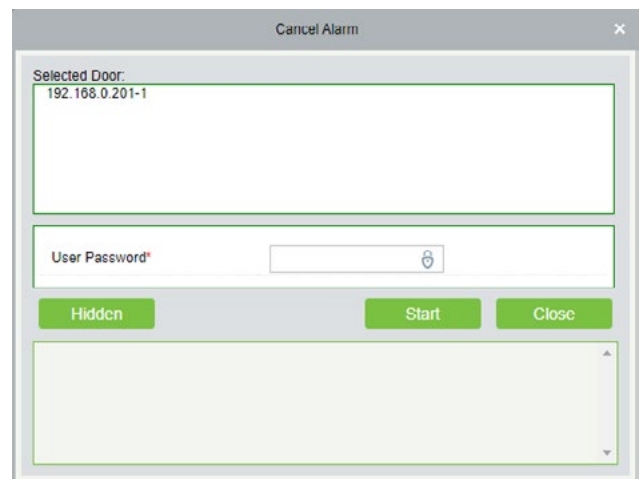 Cancel Alarm
Selected Door:
192.168.0.201-1
User Password*
Hidden
Start
Close